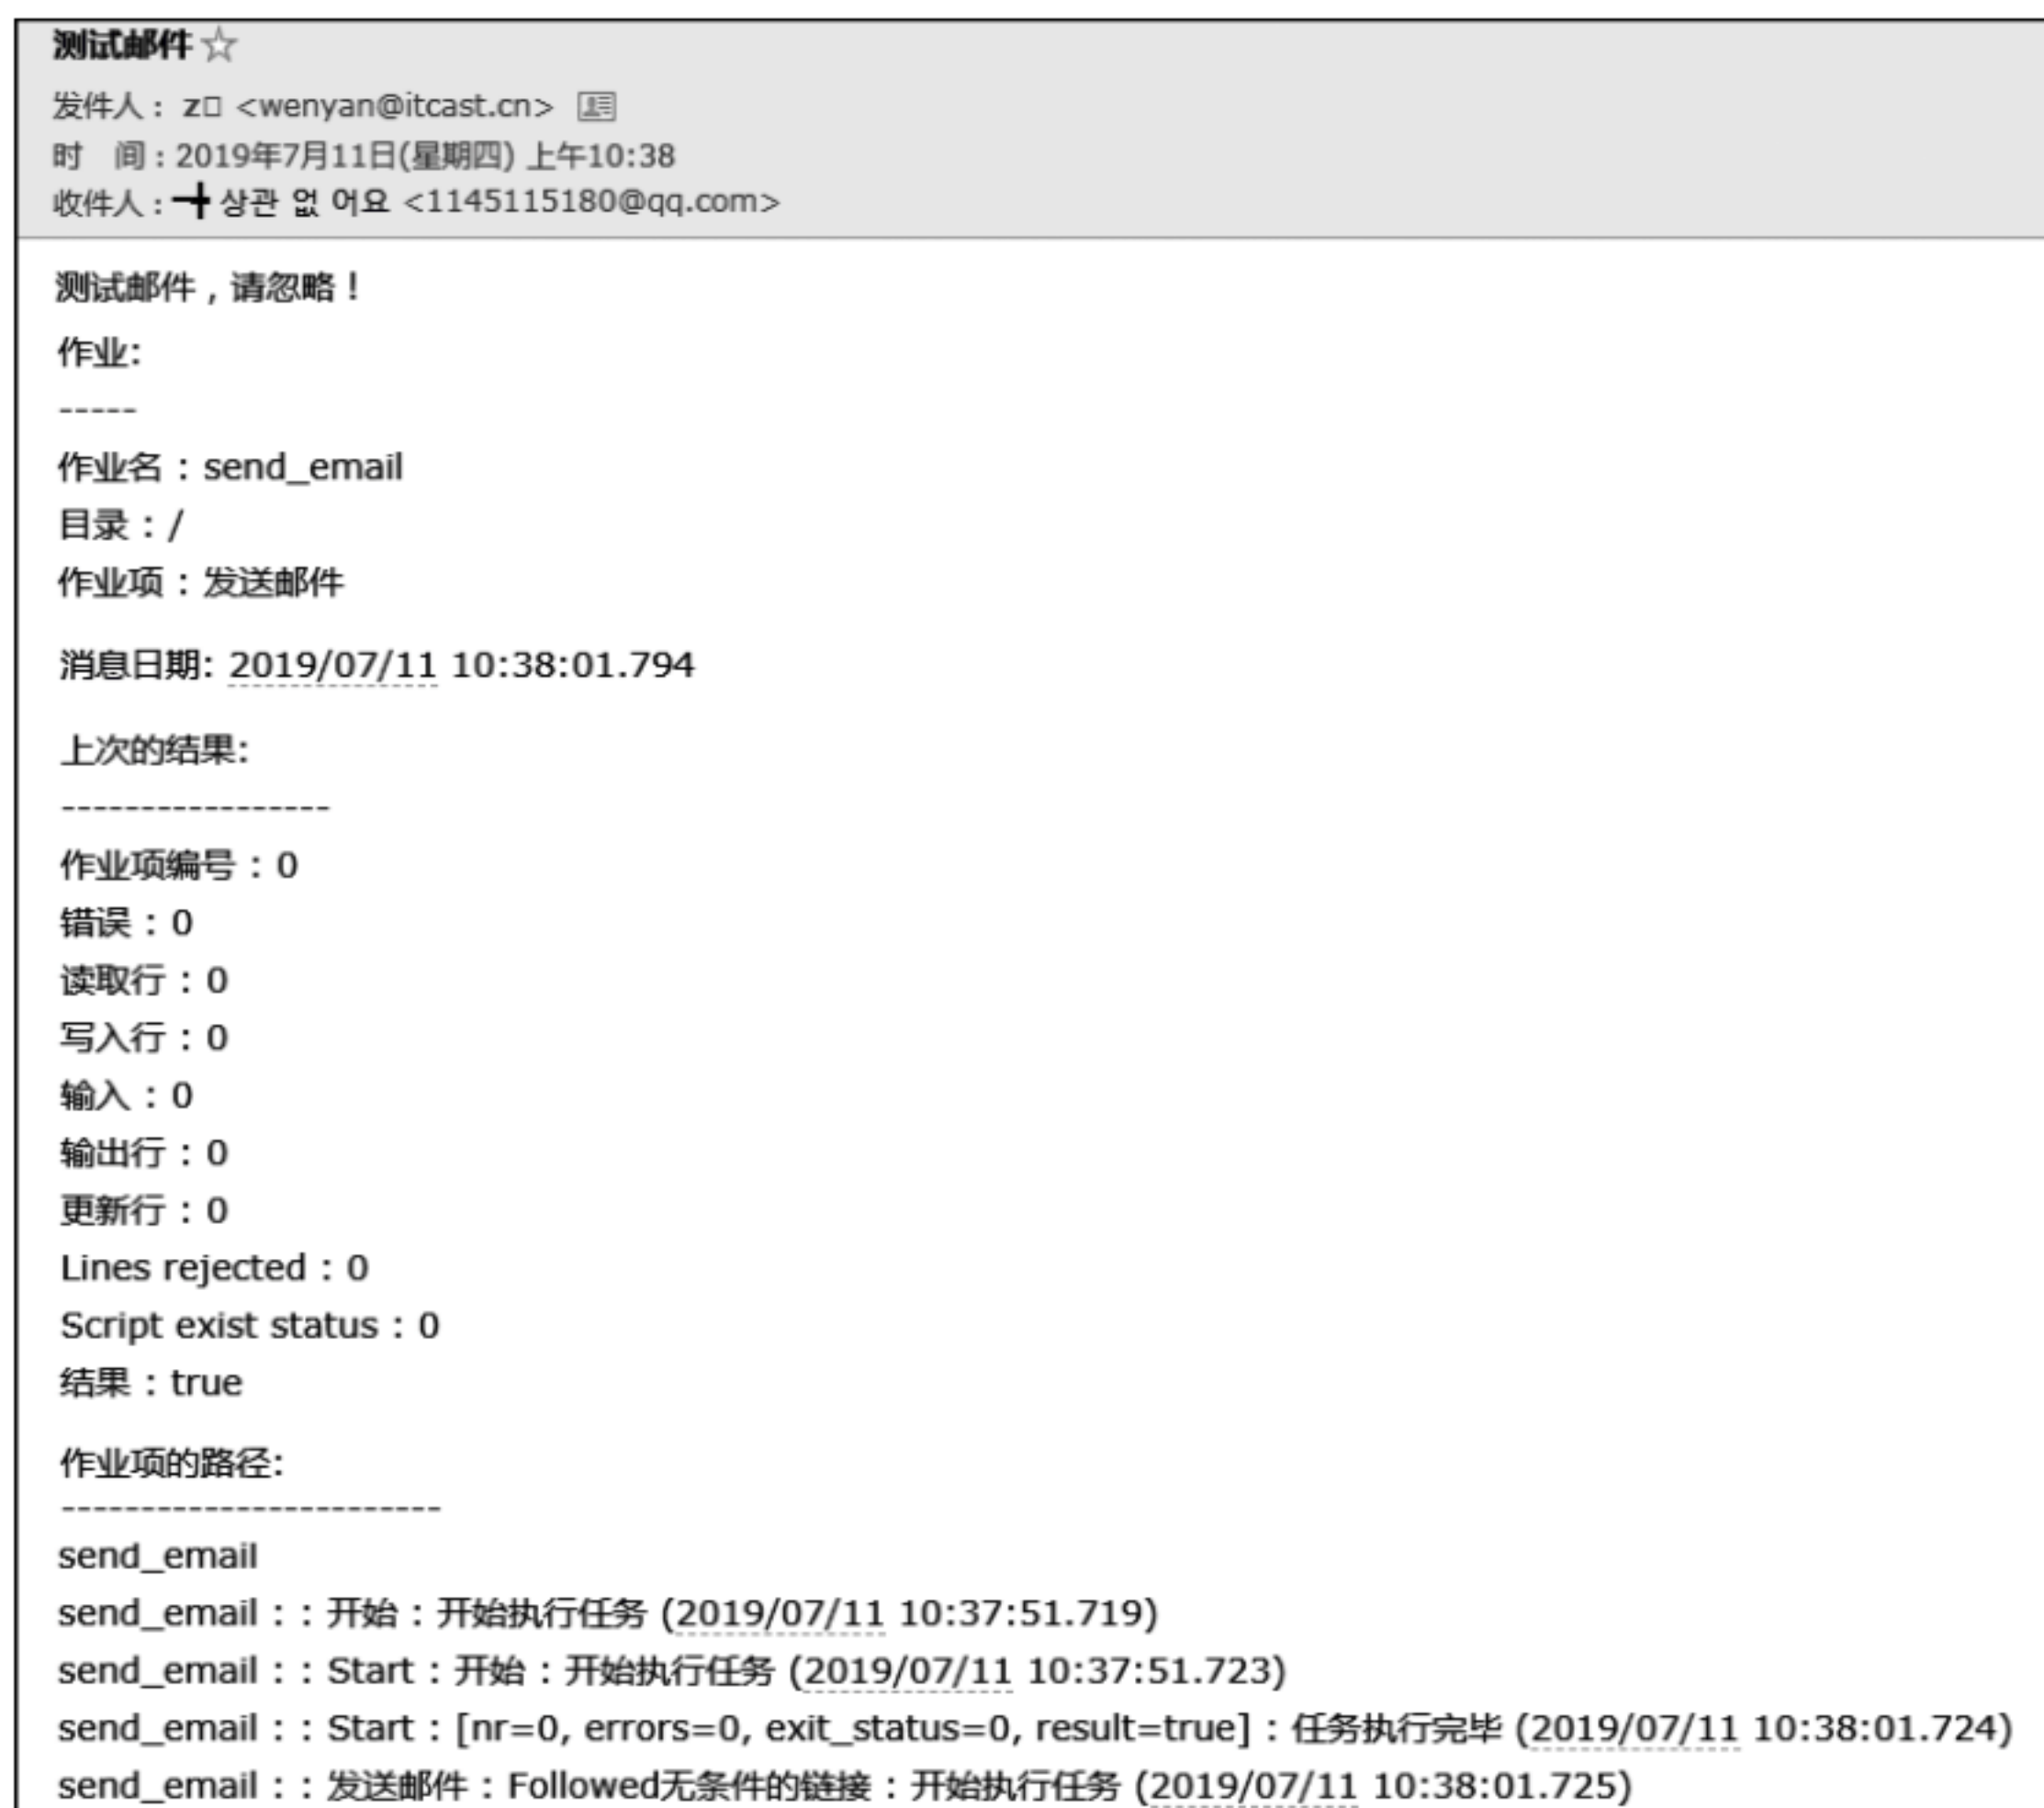 测试邮件☆
发件人：z□ <wenyan@itcast.cn>
时 间：2019年7月11日(星期四) 上午10:38
收件人：상관 없 어요 <1145115180@qq.com>
测试邮件，请忽略！
作业:
-----
作业名：send_email
目录：/
作业项：发送邮件
消息日期: 2019/07/11 10:38:01.794
上次的结果:
-----------------
作业项编号：0
错误：0
读取行：0
写入行：0
输入：0
输出行：0
更新行：0
Lines rejected：0
Script exist status：0
结果：true
作业项的路径:
------------------------
send_email
send_email：：开始：开始执行任务 (2019/07/11 10:37:51.719)
send_email：：Start：开始：开始执行任务 (2019/07/11 10:37:51.723)
send_email：：Start：[nr=0, errors=0, exit_status=0, result=true]：任务执行完毕 (2019/07/11 10:38:01.724)
send_email：：发送邮件：Followed无条件的链接：开始执行任务 (2019/07/11 10:38:01.725)